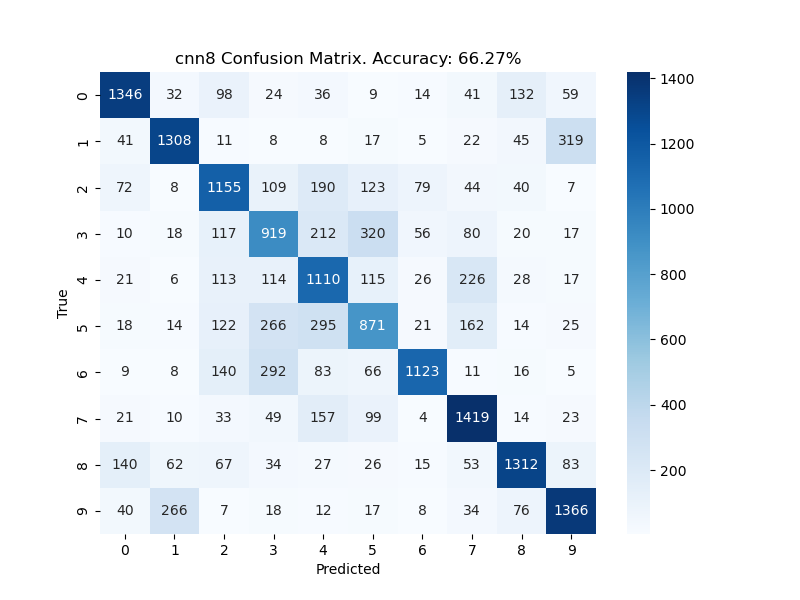 cnn8 Confusion Matrix. Accuracy: 66.27%
0 1346 32 98 24 36 9 14 41 132 59
1 41 1308 11 8 8 17 5 22 45 319
2 72 8 1155 109 190 123 79 44 40 7
3 10 18 117 919 212 320 56 80 20 17
4 21 6 113 114 1110 115 26 226 28 17
5 18 14 122 266 295 871 21 162 14 25
6 9 8 140 292 83 66 1123 11 16 5
7 21 10 33 49 157 99 4 1419 14 23
8 140 62 67 34 27 26 15 53 1312 83
9 40 266 7 18 12 17 8 34 76 1366
0 1 2 3 4 5 6 7 8 9
Predicted
True
1400
1200
1000
800
600
400
200